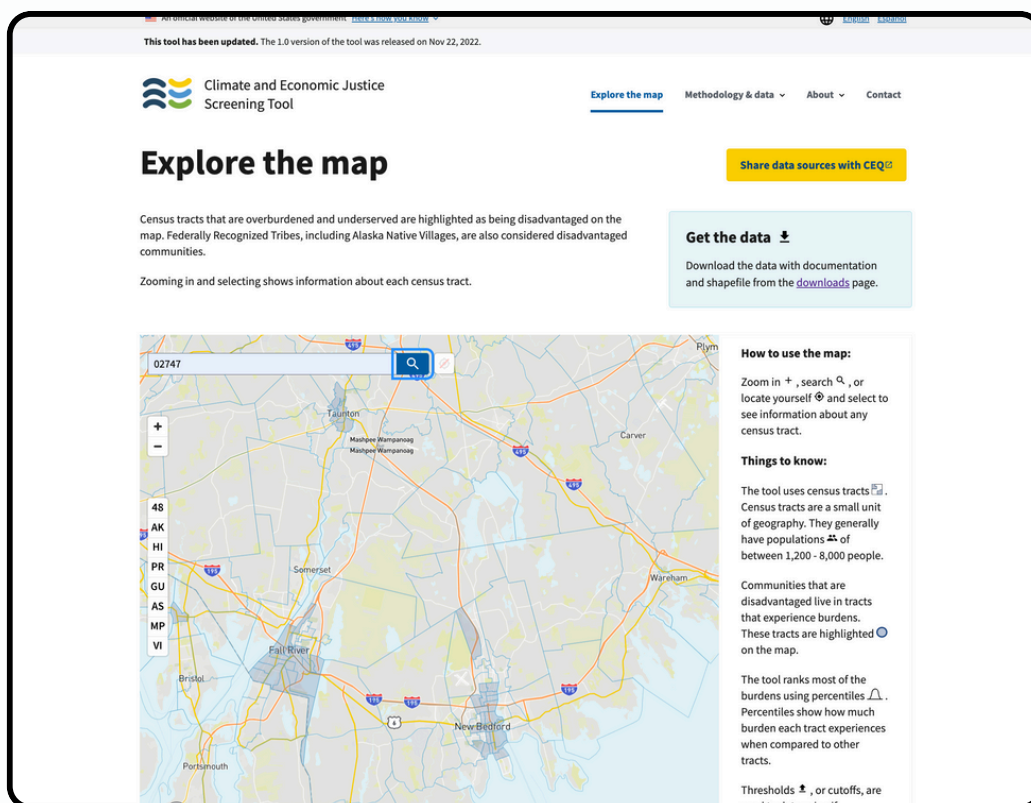 An official website of the United States government Here's how you know
English Español
This tool has been updated. The 1.0 version of the tool was released on Nov 22, 2022.
Climate and Economic Justice
Screening Tool
Explore the map
Methodology & data
About
Contact
Explore the map
Share data sources with CEQ
Census tracts that are overburdened and underserved are highlighted as being disadvantaged on the
map. Federally Recognized Tribes, including Alaska Native Villages, are also considered disadvantaged
communities.
Zooming in and selecting shows information about each census tract.
Get the data
Download the data with documentation
and shapefile from the downloads page.
02747
+
−
48
AK
HI
PR
GU
AS
MP
VI
495
Plym
Taunton
Mashpee Wampanoag
Mashpee Wampanoag
Carver
495
495
195
Somerset
Wareham
Fall River
Bristol
195
195
6
New Bedford
Portsmouth
How to use the map:
Zoom in + , search , or
locate yourself and select to
see information about any
census tract.
Things to know:
The tool uses census tracts .
Census tracts are a small unit
of geography. They generally
have populations of
between 1,200 - 8,000 people.
Communities that are
disadvantaged live in tracts
that experience burdens.
These tracts are highlighted
on the map.
The tool ranks most of the
burdens using percentiles .
Percentiles show how much
burden each tract experiences
when compared to other
tracts.
Thresholds , or cutoffs, are